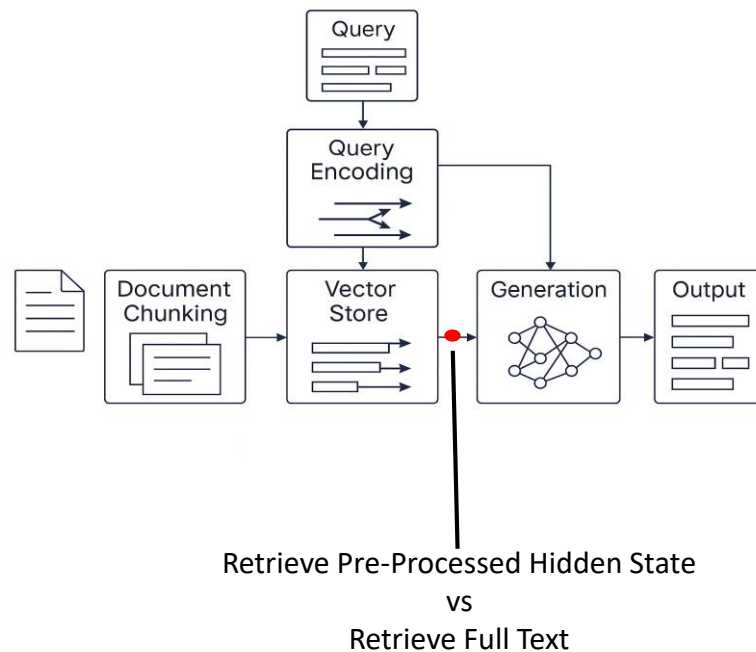 Query
Query
Encoding
Document
Chunking
Vector
Store
Generation
Output
Retrieve Pre-Processed Hidden State
vs
Retrieve Full Text